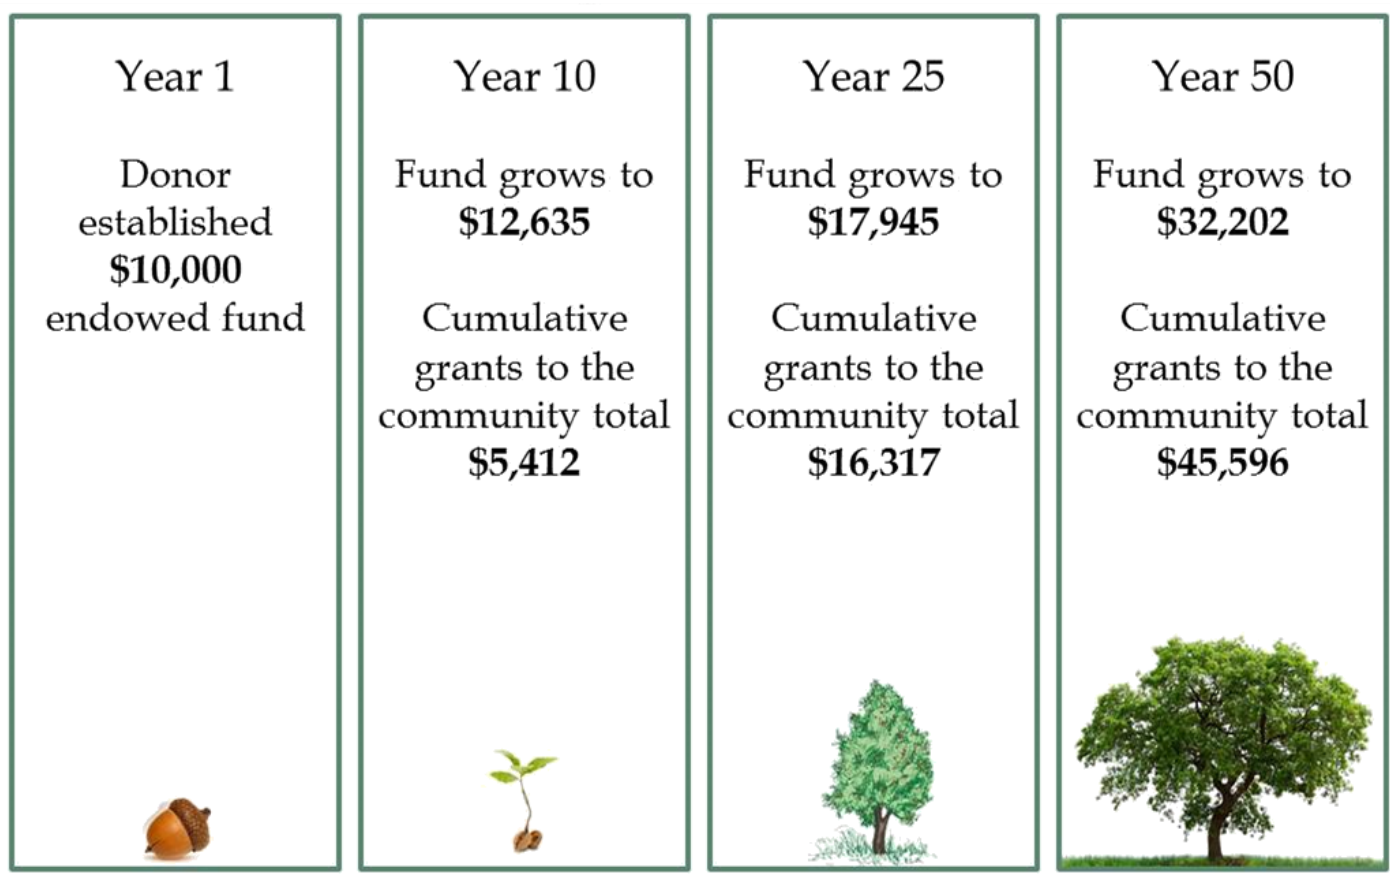 Year 1
Donor
established
$10,000
endowed fund
Year 10
Fund grows to
$12,635
Cumulative
grants to the
community total
$5,412
Year 25
Fund grows to
$17,945
Cumulative
grants to the
community total
$16,317
Year 50
Fund grows to
$32,202
Cumulative
grants to the
community total
$45,596